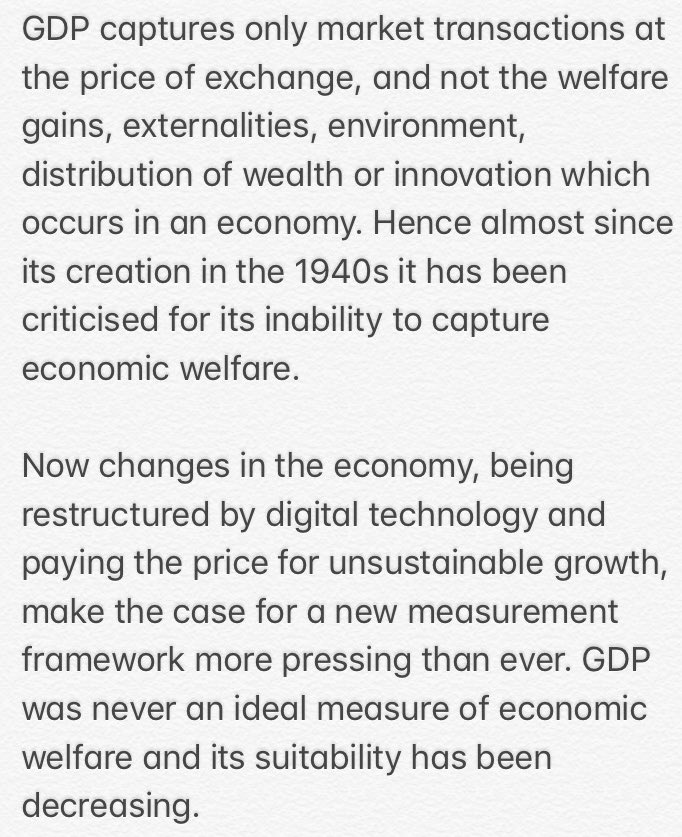 GDP captures only market transactions at
the price of exchange, and not the welfare
gains, externalities, environment,
distribution of wealth or innovation which
occurs in an economy. Hence almost since
its creation in the 1940s it has been
criticised for its inability to capture
economic welfare.

Now changes in the economy, being
restructured by digital technology and
paying the price for unsustainable growth,
make the case for a new measurement
framework more pressing than ever. GDP
was never an ideal measure of economic
welfare and its suitability has been
decreasing.